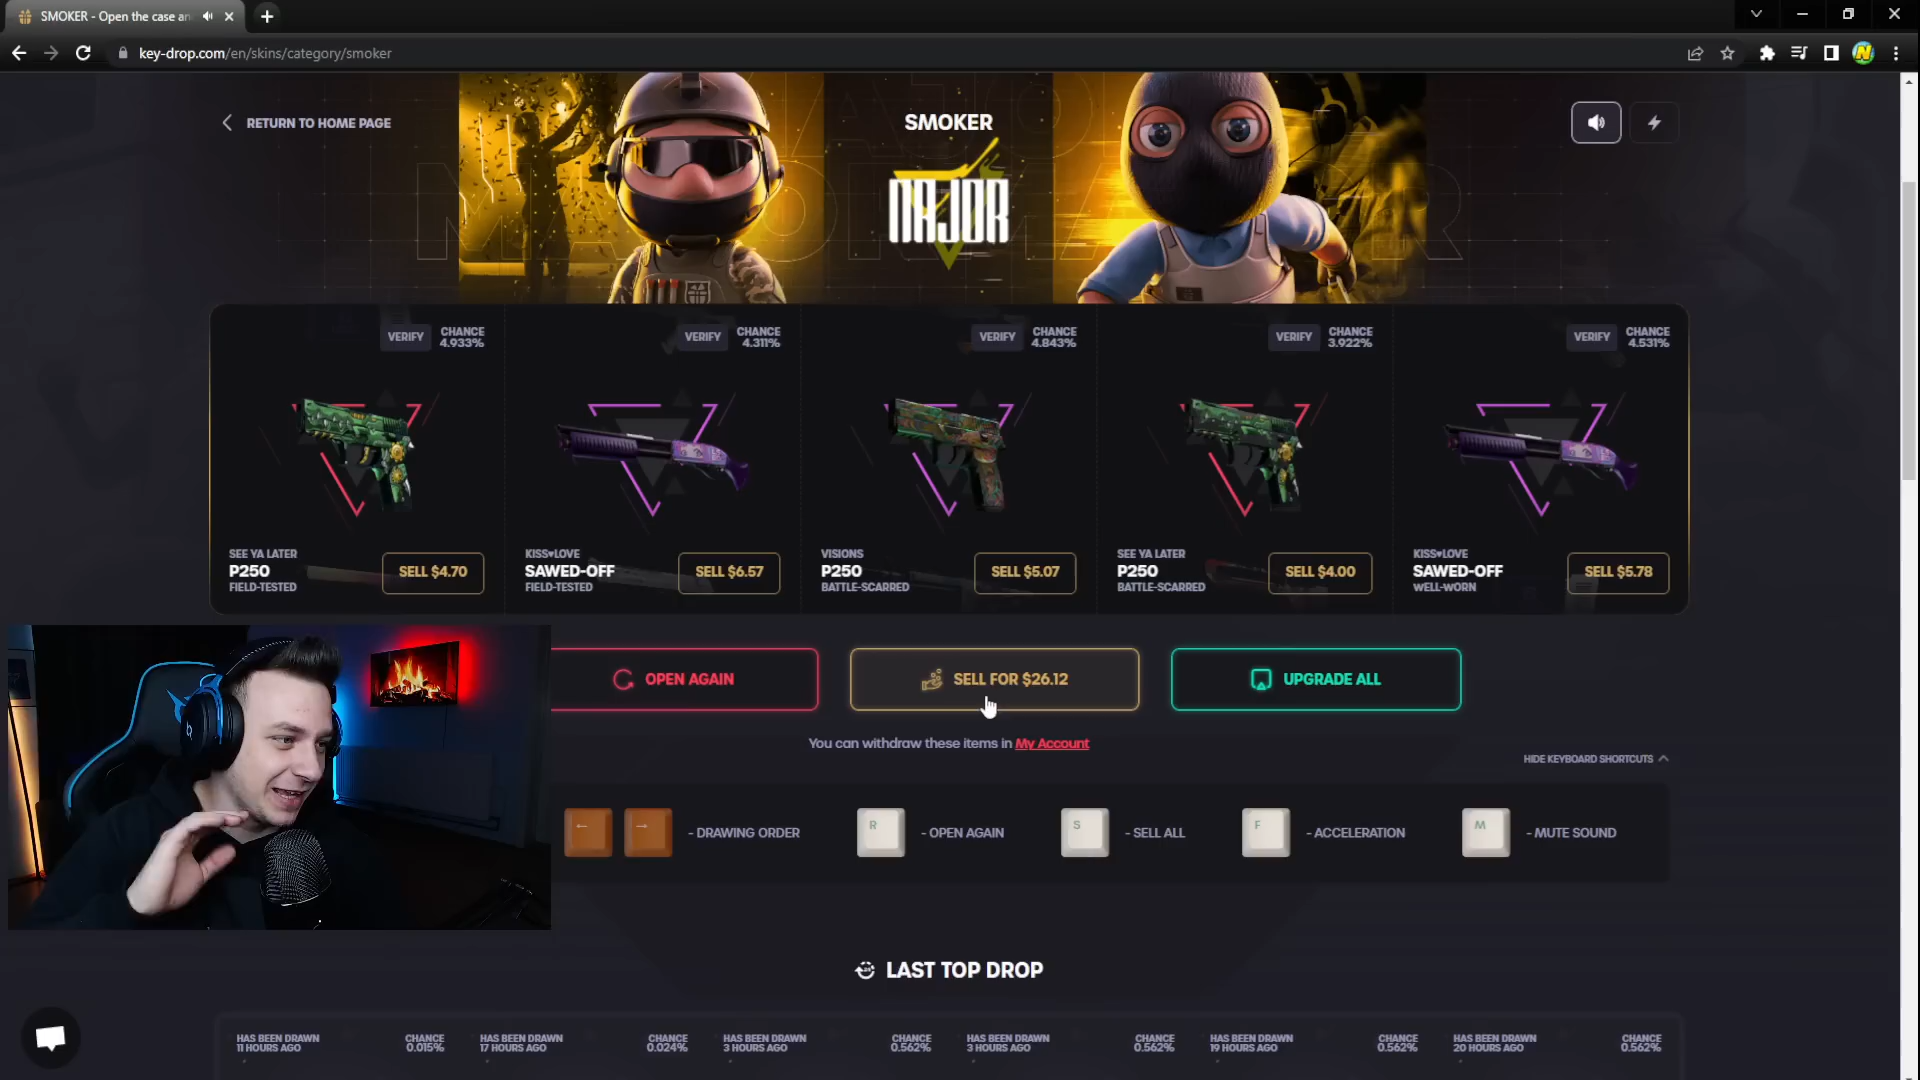 SMOKER - Open the case an
key-drop.com/en/skins/category/smoker
RETURN TO HOME PAGE
SMOKER
MAJOR
VERIFY CHANCE 4.933%
VERIFY CHANCE 4.311%
VERIFY CHANCE 4.843%
VERIFY CHANCE 3.922%
VERIFY CHANCE 4.531%
SEE YA LATER
P250
FIELD-TESTED
SELL $4.70
KISS♥LOVE
SAWED-OFF
FIELD-TESTED
SELL $6.57
VISIONS
P250
BATTLE-SCARRED
SELL $5.07
SEE YA LATER
P250
BATTLE-SCARRED
SELL $4.00
KISS♥LOVE
SAWED-OFF
WELL-WORN
SELL $5.78
OPEN AGAIN
SELL FOR $26.12
UPGRADE ALL
You can withdraw these items in My Account
HIDE KEYBOARD SHORTCUTS
← → - DRAWING ORDER
R - OPEN AGAIN
S - SELL ALL
F - ACCELERATION
M - MUTE SOUND
LAST TOP DROP
HAS BEEN DRAWN
11 HOURS AGO
CHANCE
0.015%
HAS BEEN DRAWN
17 HOURS AGO
CHANCE
0.024%
HAS BEEN DRAWN
3 HOURS AGO
CHANCE
0.562%
HAS BEEN DRAWN
3 HOURS AGO
CHANCE
0.562%
HAS BEEN DRAWN
19 HOURS AGO
CHANCE
0.562%
HAS BEEN DRAWN
20 HOURS AGO
CHANCE
0.562%